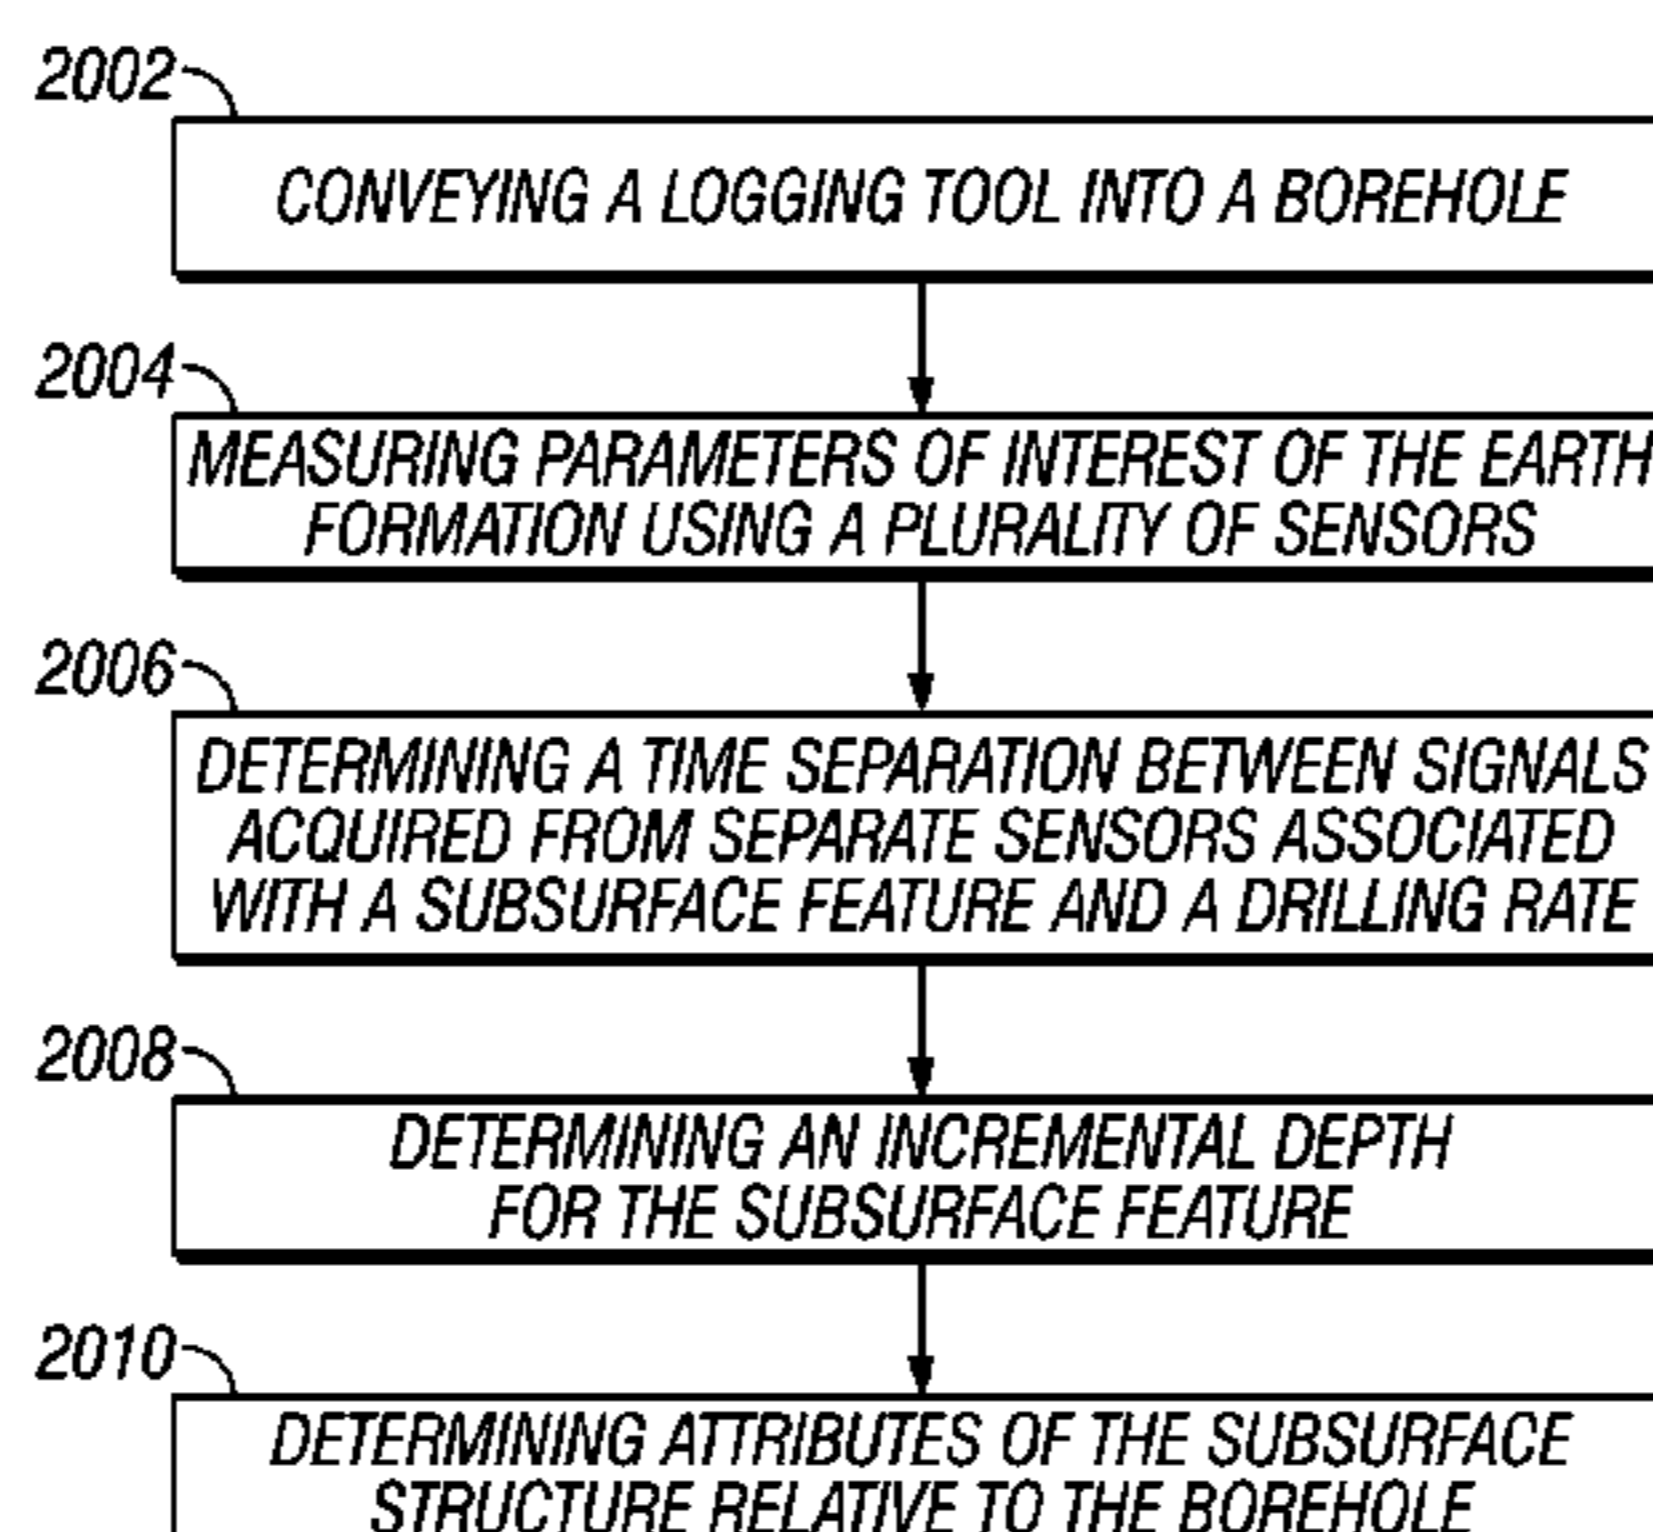 2002
CONVEYING A LOGGING TOOL INTO A BOREHOLE
2004
MEASURING PARAMETERS OF INTEREST OF THE EARTH
FORMATION USING A PLURALITY OF SENSORS
2006
DETERMINING A TIME SEPARATION BETWEEN SIGNALS
ACQUIRED FROM SEPARATE SENSORS ASSOCIATED
WITH A SUBSURFACE FEATURE AND A DRILLING RATE
2008
DETERMINING AN INCREMENTAL DEPTH
FOR THE SUBSURFACE FEATURE
2010
DETERMINING ATTRIBUTES OF THE SUBSURFACE
STRUCTURE RELATIVE TO THE BOREHOLE